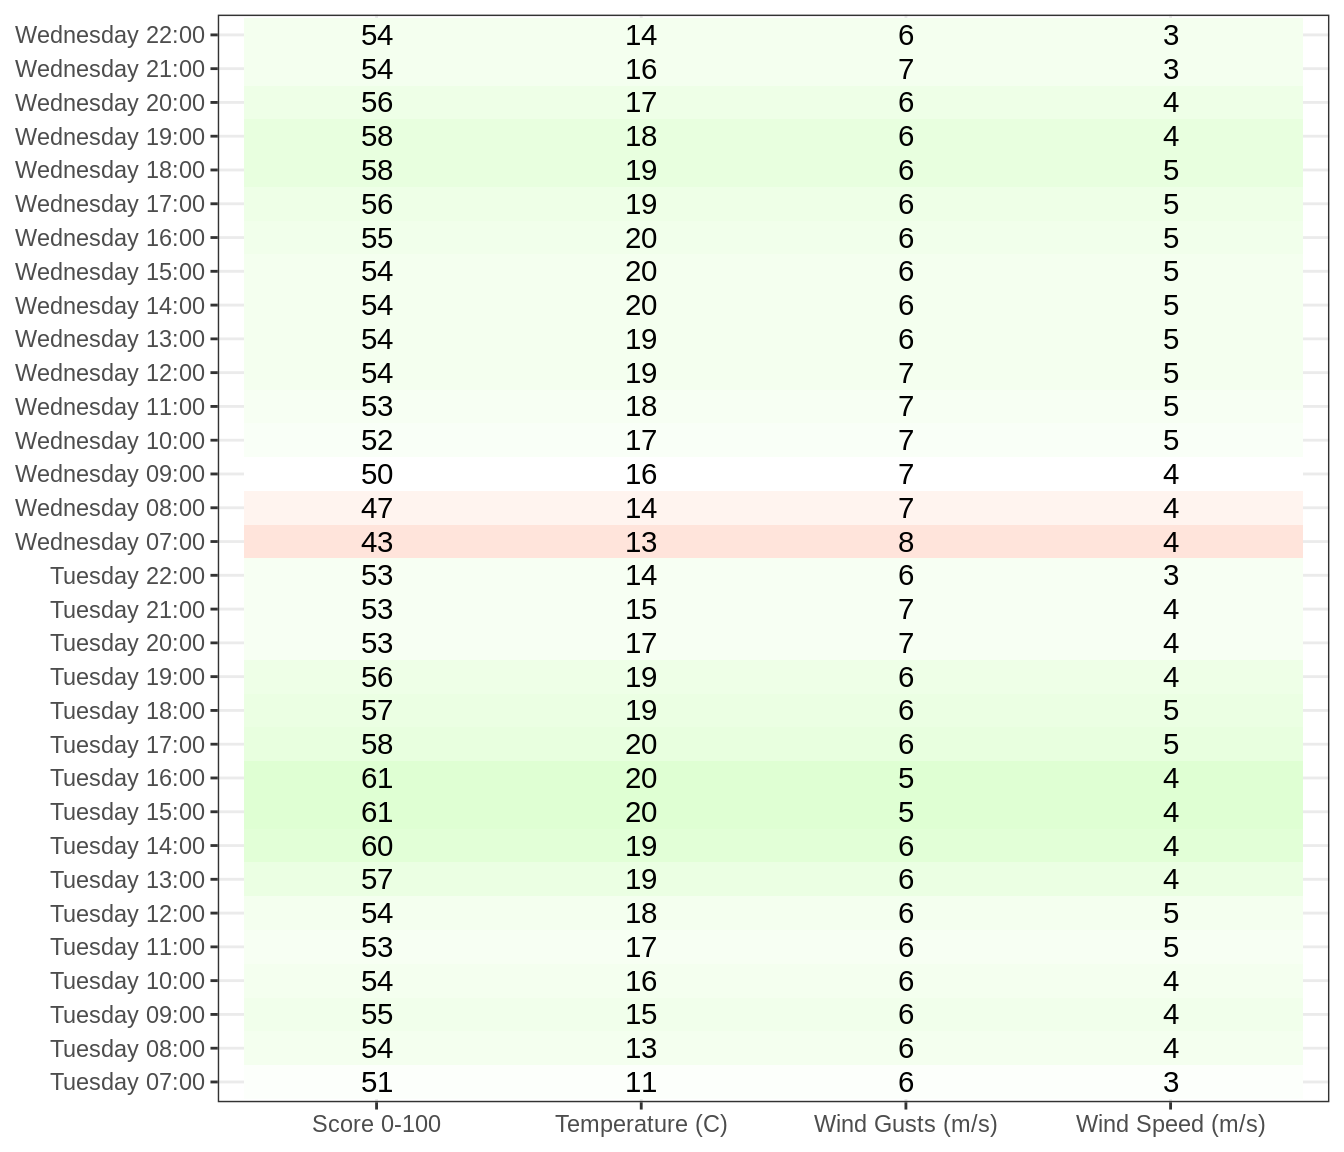 Wednesday 22:00 54 14 6 3
Wednesday 21:00 54 16 7 3
Wednesday 20:00 56 17 6 4
Wednesday 19:00 58 18 6 4
Wednesday 18:00 58 19 6 5
Wednesday 17:00 56 19 6 5
Wednesday 16:00 55 20 6 5
Wednesday 15:00 54 20 6 5
Wednesday 14:00 54 20 6 5
Wednesday 13:00 54 19 6 5
Wednesday 12:00 54 19 7 5
Wednesday 11:00 53 18 7 5
Wednesday 10:00 52 17 7 5
Wednesday 09:00 50 16 7 4
Wednesday 08:00 47 14 7 4
Wednesday 07:00 43 13 8 4
Tuesday 22:00 53 14 6 3
Tuesday 21:00 53 15 7 4
Tuesday 20:00 53 17 7 4
Tuesday 19:00 56 19 6 4
Tuesday 18:00 57 19 6 5
Tuesday 17:00 58 20 6 5
Tuesday 16:00 61 20 5 4
Tuesday 15:00 61 20 5 4
Tuesday 14:00 60 19 6 4
Tuesday 13:00 57 19 6 4
Tuesday 12:00 54 18 6 5
Tuesday 11:00 53 17 6 5
Tuesday 10:00 54 16 6 4
Tuesday 09:00 55 15 6 4
Tuesday 08:00 54 13 6 4
Tuesday 07:00 51 11 6 3
Score 0-100 Temperature (C) Wind Gusts (m/s) Wind Speed (m/s)